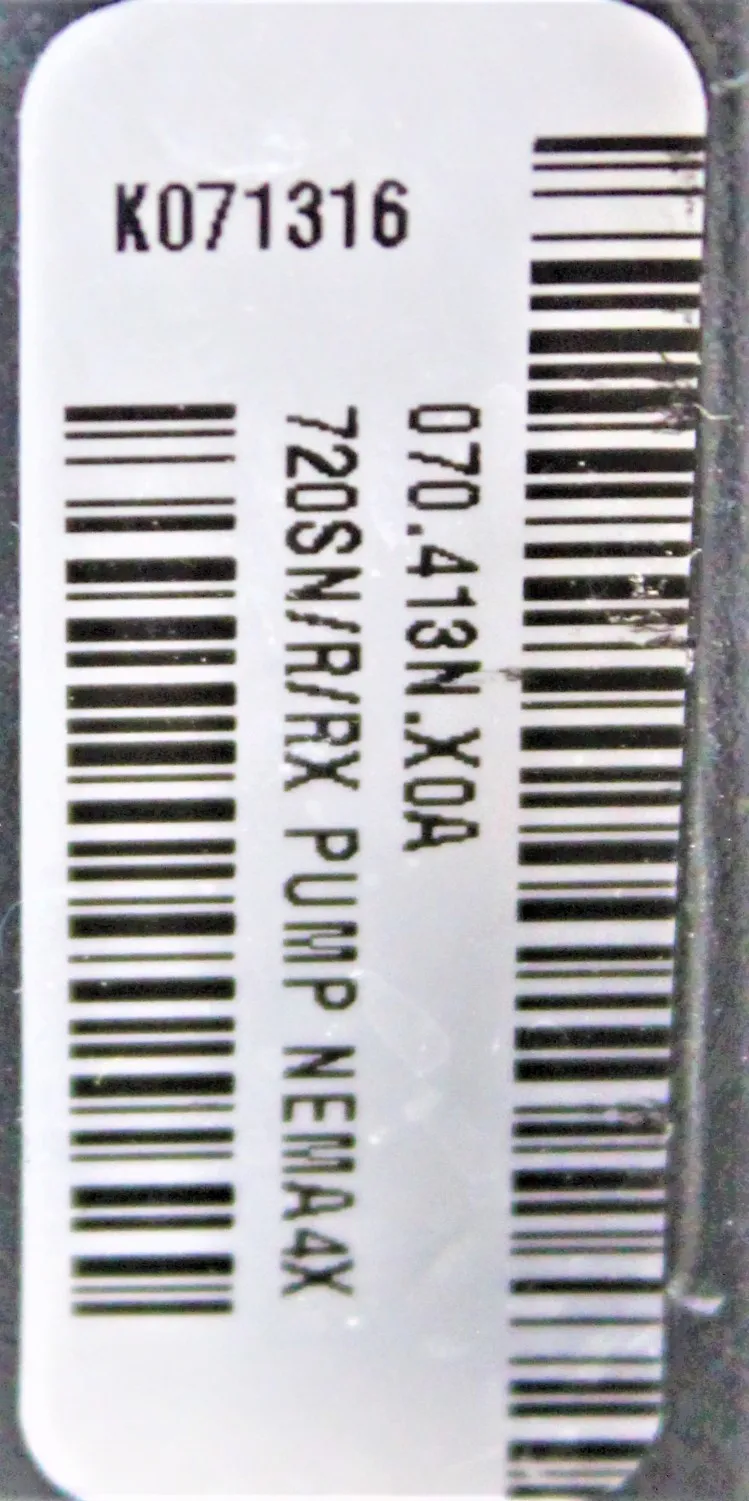 K071316
070.413N.X0A
720SN/R/RX PUMP NEMA4X